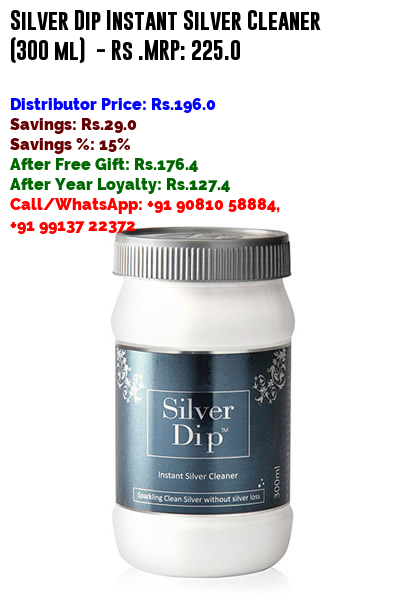 Silver Dip Instant Silver Cleaner
(300 ml) - Rs .MRP: 225.0
Distributor Price: Rs.196.0
Savings: Rs.29.0
Savings %: 15%
After Free Gift: Rs.176.4
After Year Loyalty: Rs.127.4
Call/WhatsApp: +91 90810 58884,
+91 99137 22372
Silver
Dip™
Instant Silver Cleaner
Sparkling Clean Silver without silver loss
300ml